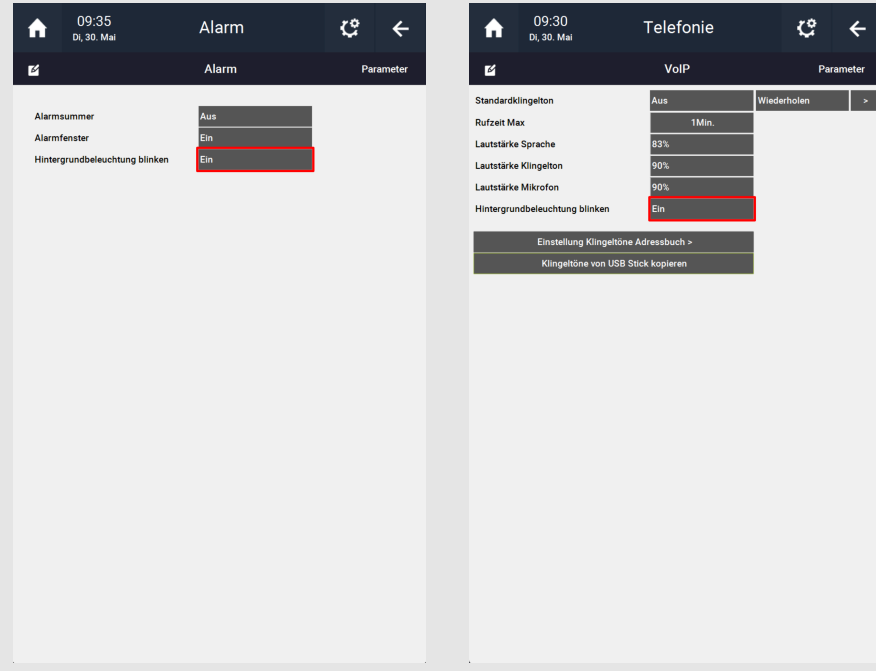 09:35
Di, 30. Mai
Alarm
Alarm
Parameter
Alarmsummer Aus
Alarmfenster Ein
Hintergrundbeleuchtung blinken Ein
09:30
Di, 30. Mai
Telefonie
VoIP
Parameter
Standardklingelton Aus Wiederholen >
Rufzeit Max 1Min.
Lautstärke Sprache 83%
Lautstärke Klingelton 90%
Lautstärke Mikrofon 90%
Hintergrundbeleuchtung blinken Ein
Einstellung Klingeltöne Adressbuch >
Klingeltöne von USB Stick kopieren